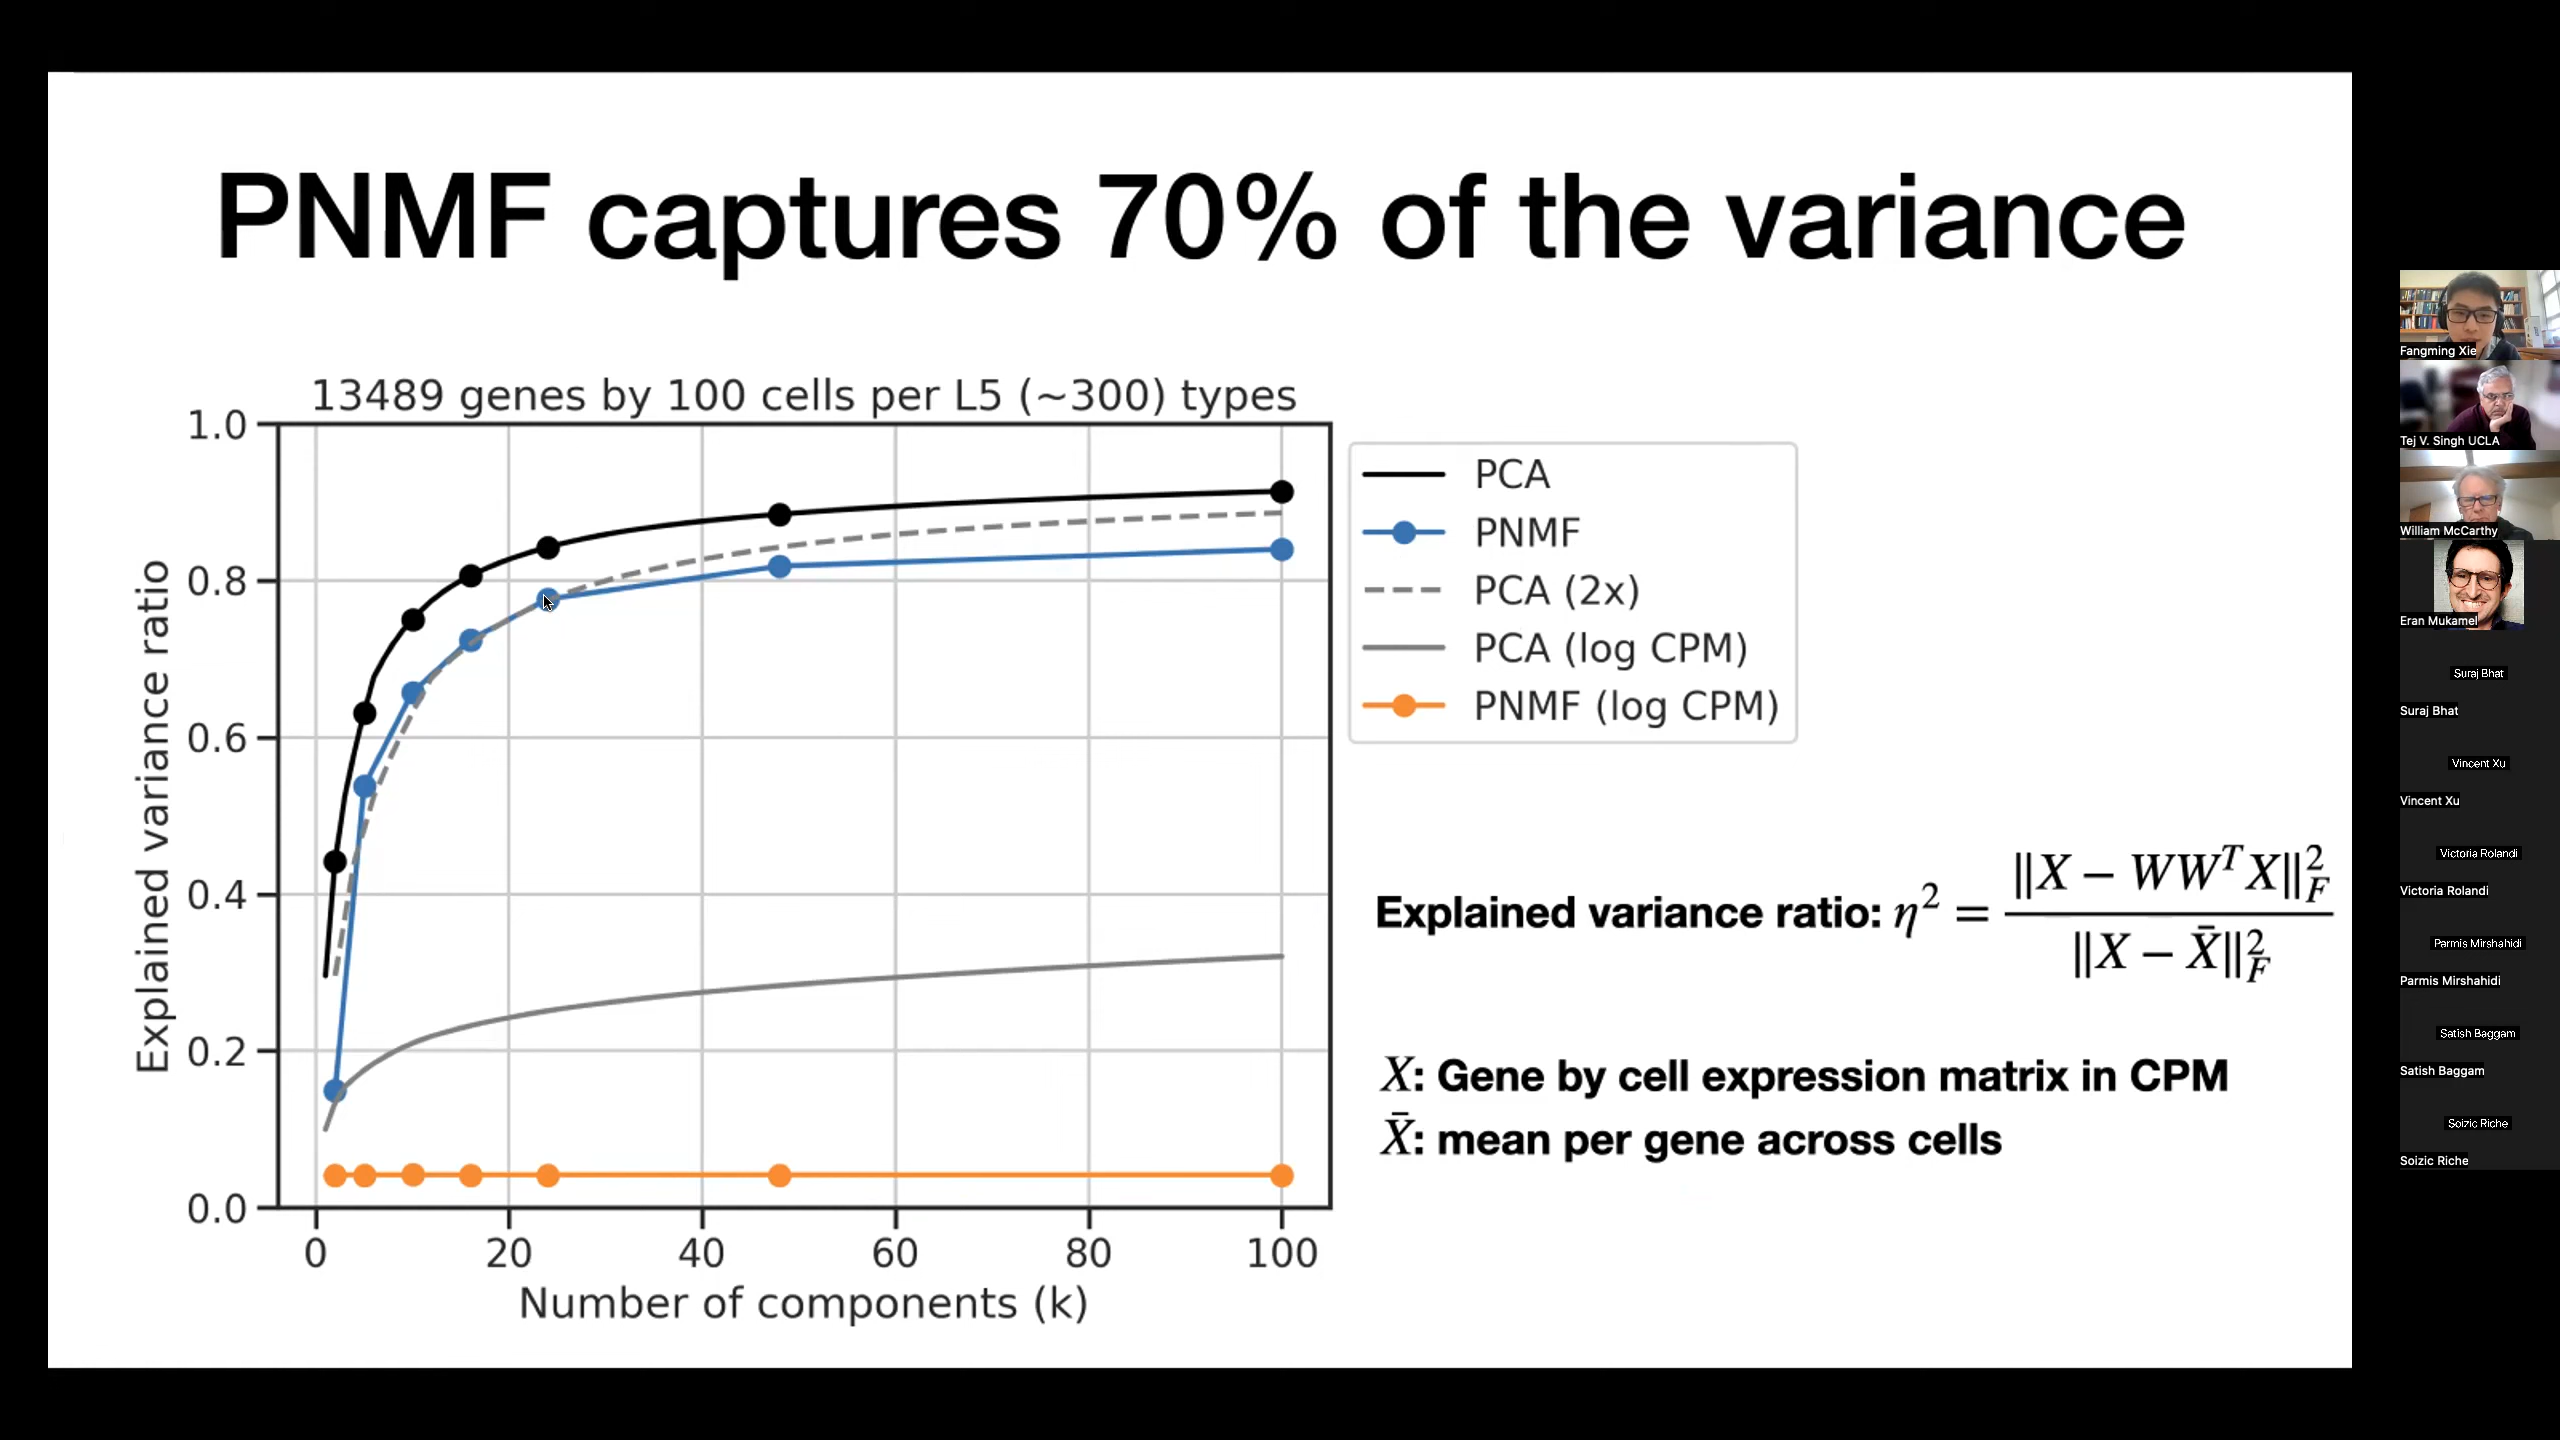 PNMF captures 70% of the variance
13489 genes by 100 cells per L5 (~300) types
Explained variance ratio
1.0
0.8
0.6
0.4
0.2
0.0
0 20 40 60 80 100
Number of components (k)
PCA
PNMF
PCA (2x)
PCA (log CPM)
PNMF (log CPM)
Explained variance ratio: η² = ‖X − WWᵀX‖²_F / ‖X − X̄‖²_F
X: Gene by cell expression matrix in CPM
X̄: mean per gene across cells
Fangming Xie
Tej V. Singh UCLA
William McCarthy
Eran Mukamel
Suraj Bhat
Suraj Bhat
Vincent Xu
Vincent Xu
Victoria Rolandi
Victoria Rolandi
Parmis Mirshahidi
Parmis Mirshahidi
Satish Baggam
Satish Baggam
Soizic Riche
Soizic Riche